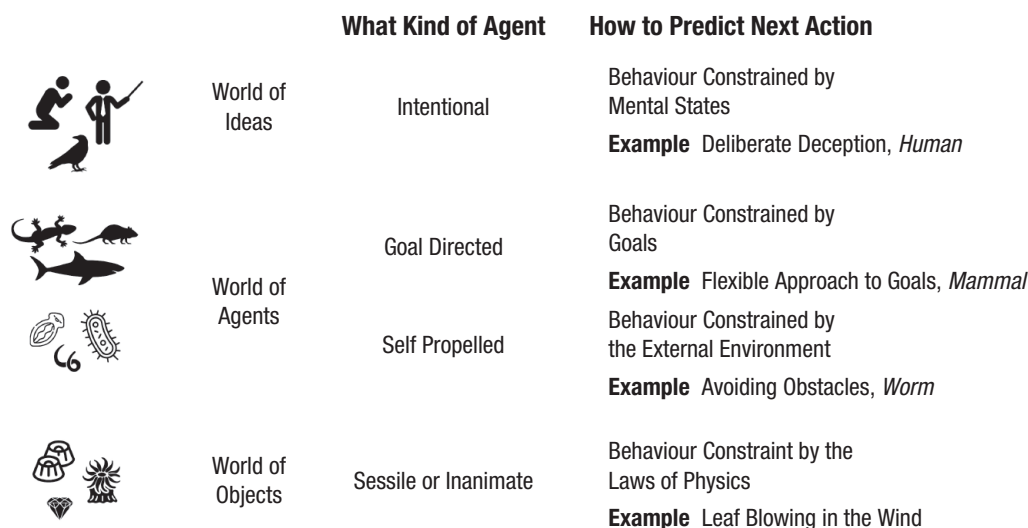 What Kind of Agent How to Predict Next Action
World of
Ideas
Intentional
Behaviour Constrained by
Mental States
Example Deliberate Deception, Human
World of
Agents
Goal Directed
Behaviour Constrained by
Goals
Example Flexible Approach to Goals, Mammal
Self Propelled
Behaviour Constrained by
the External Environment
Example Avoiding Obstacles, Worm
World of
Objects
Sessile or Inanimate
Behaviour Constraint by the
Laws of Physics
Example Leaf Blowing in the Wind